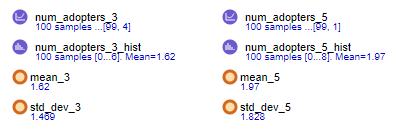 num_adopters_3
100 samples ...[99, 4]
num_adopters_3_hist
100 samples [0...6]. Mean=1.62
mean_3
1.62
std_dev_3
1.469
num_adopters_5
100 samples ...[99, 1]
num_adopters_5_hist
100 samples [0...8]. Mean=1.97
mean_5
1.97
std_dev_5
1.828